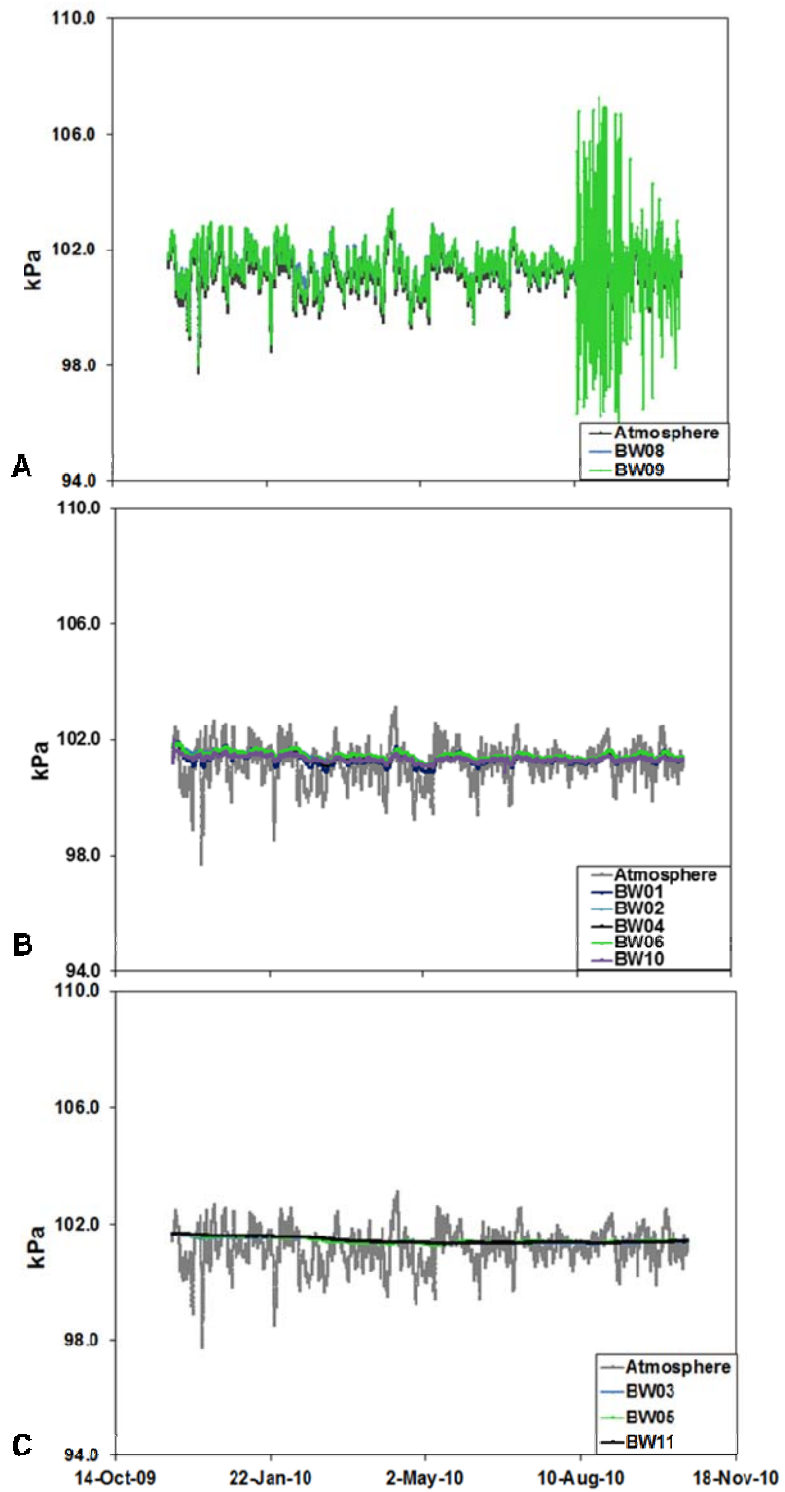 110.0
106.0
102.0
98.0
94.0
kPa
A
Atmosphere
BW08
BW09
110.0
106.0
102.0
98.0
94.0
kPa
B
Atmosphere
BW01
BW02
BW04
BW06
BW10
110.0
106.0
102.0
98.0
94.0
kPa
C
Atmosphere
BW03
BW05
BW11
14-Oct-09 22-Jan-10 2-May-10 10-Aug-10 18-Nov-10